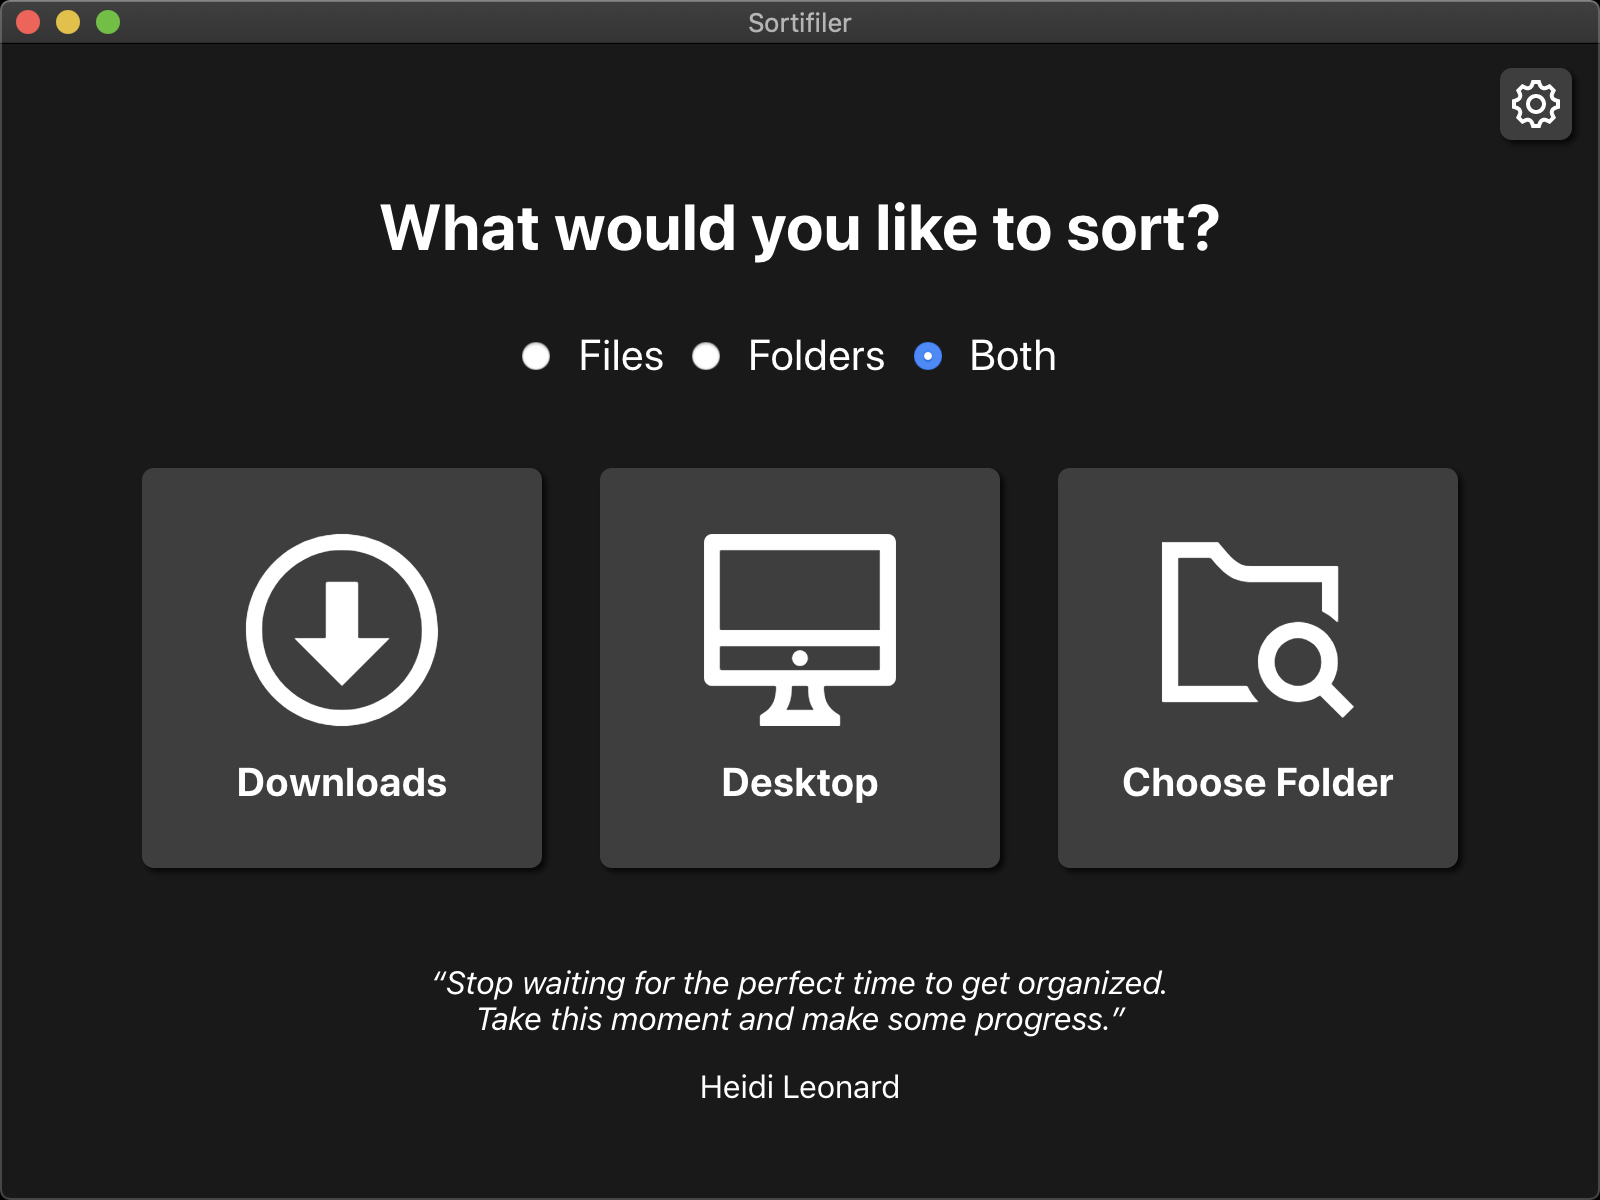 Sortifiler
What would you like to sort?
Files Folders Both
Downloads Desktop Choose Folder
“Stop waiting for the perfect time to get organized.
Take this moment and make some progress.”
Heidi Leonard